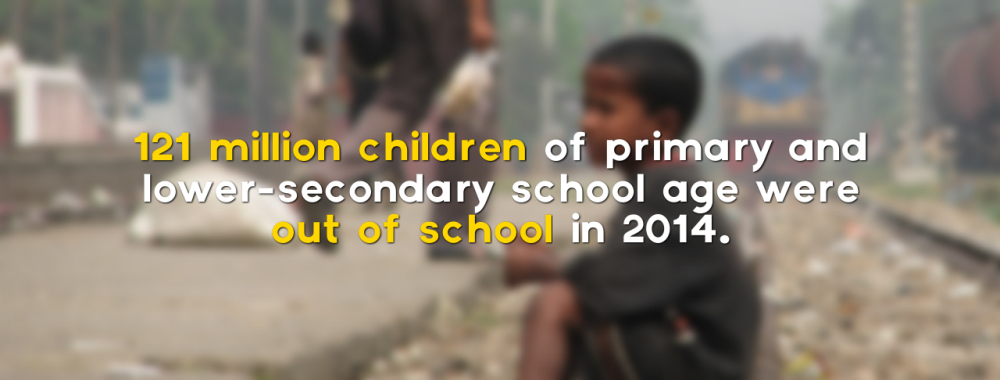 121 million children of primary and
lower-secondary school age were
out of school in 2014.